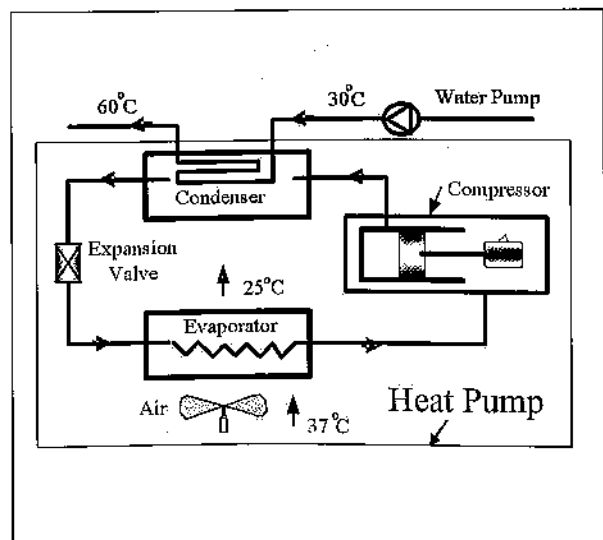 60°C
30°C
Water Pump
Condenser
Compressor
Expansion
Valve
25°C
Evaporator
Air
37°C
Heat Pump